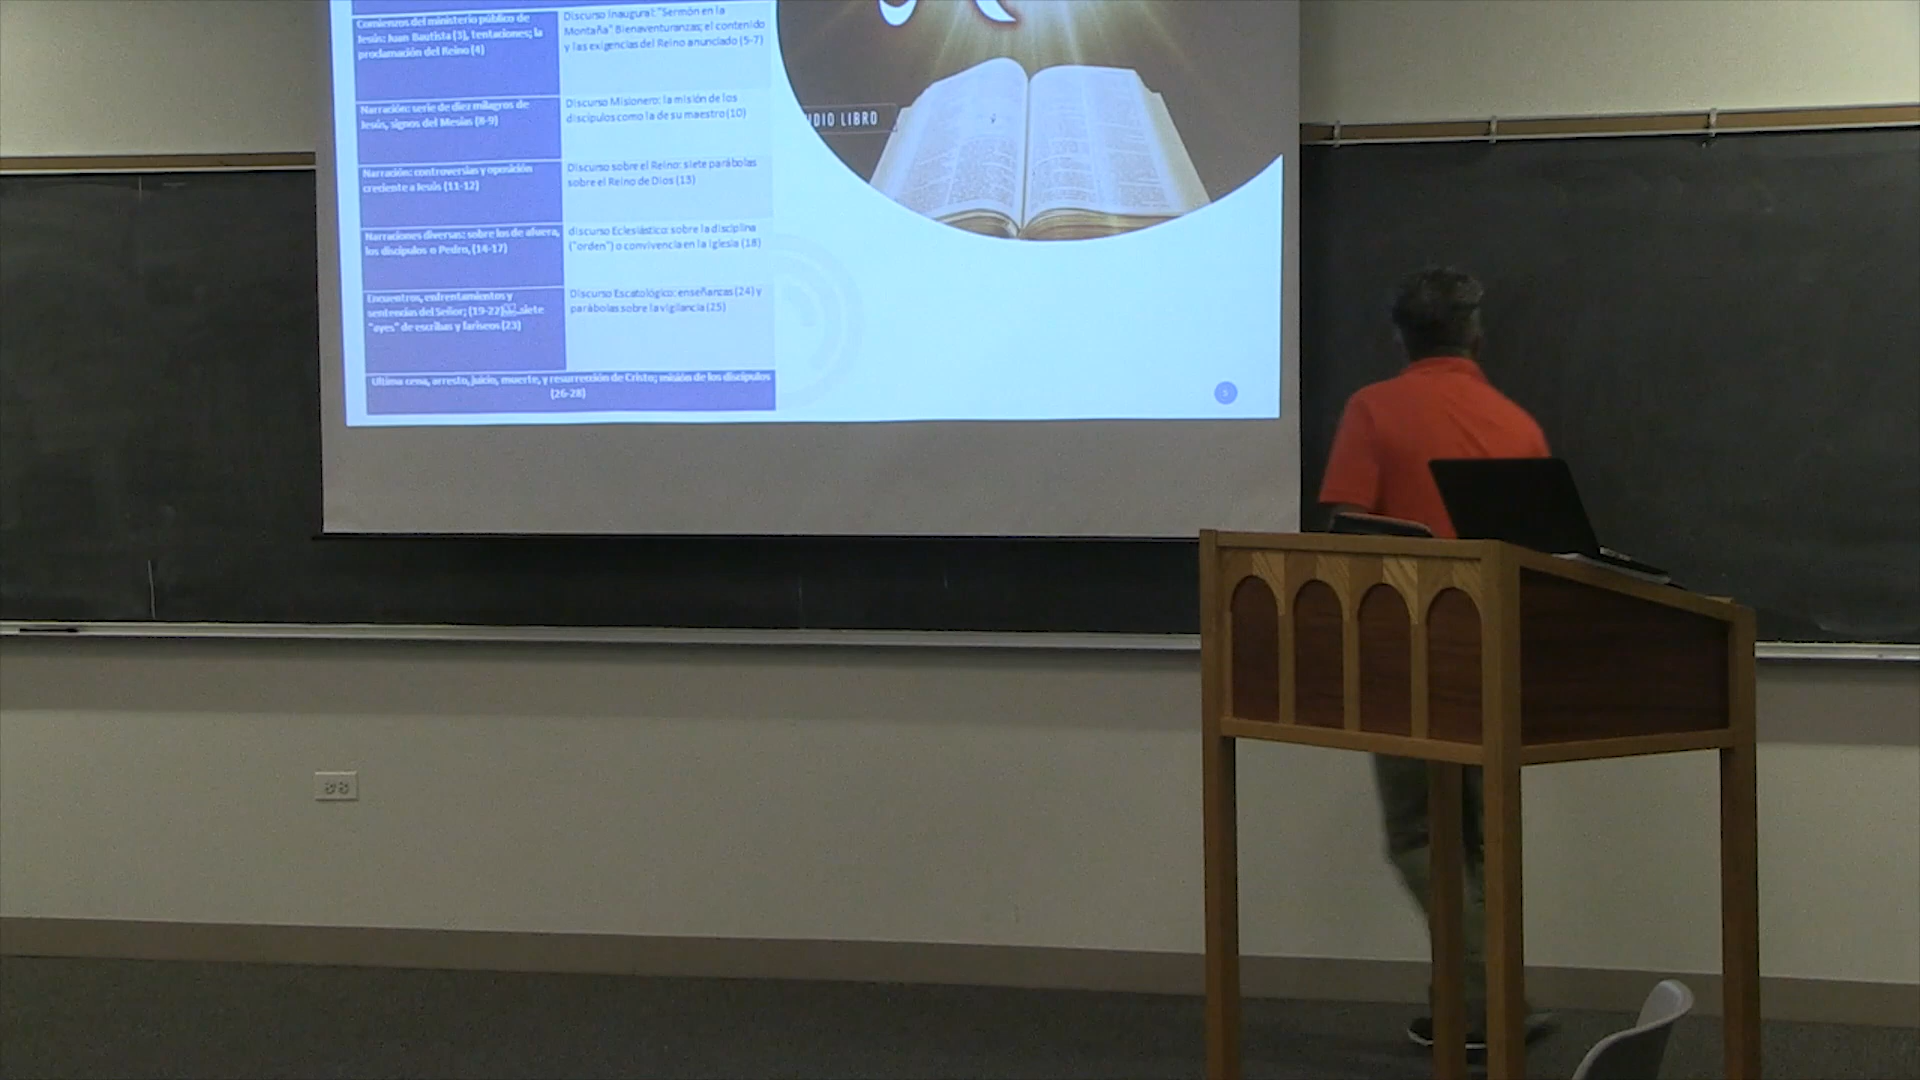 Comienzos del ministerio público de
Jesús: Juan Bautista (3), tentaciones; la
proclamación del Reino (4)
Discurso Inaugural: "Sermón en la
Montaña" Bienaventuranzas; el contenido
y las exigencias del Reino anunciado (5-7)
Narración: serie de diez milagros de
Jesús, signos del Mesías (8-9)
Discurso Misionero: la misión de los
discípulos como la de su maestro (10)
Narración: controversias y oposición
creciente a Jesús (11-12)
Discurso sobre el Reino: siete parábolas
sobre el Reino de Dios (13)
Narraciones diversas: sobre los de afuera,
los discípulos o Pedro, (14-17)
discurso Eclesiástico: sobre la disciplina
("orden") o convivencia en la Iglesia (18)
Encuentros, enfrentamientos y
sentencias del Señor; (19-22) siete
"ayes" de escribas y fariseos (23)
Discurso Escatológico: enseñanzas (24) y
parábolas sobre la vigilancia (25)
Ultima cena, arresto, juicio, muerte, y resurrección de Cristo; misión de los discípulos
(26-28)
DIO LIBRO
5